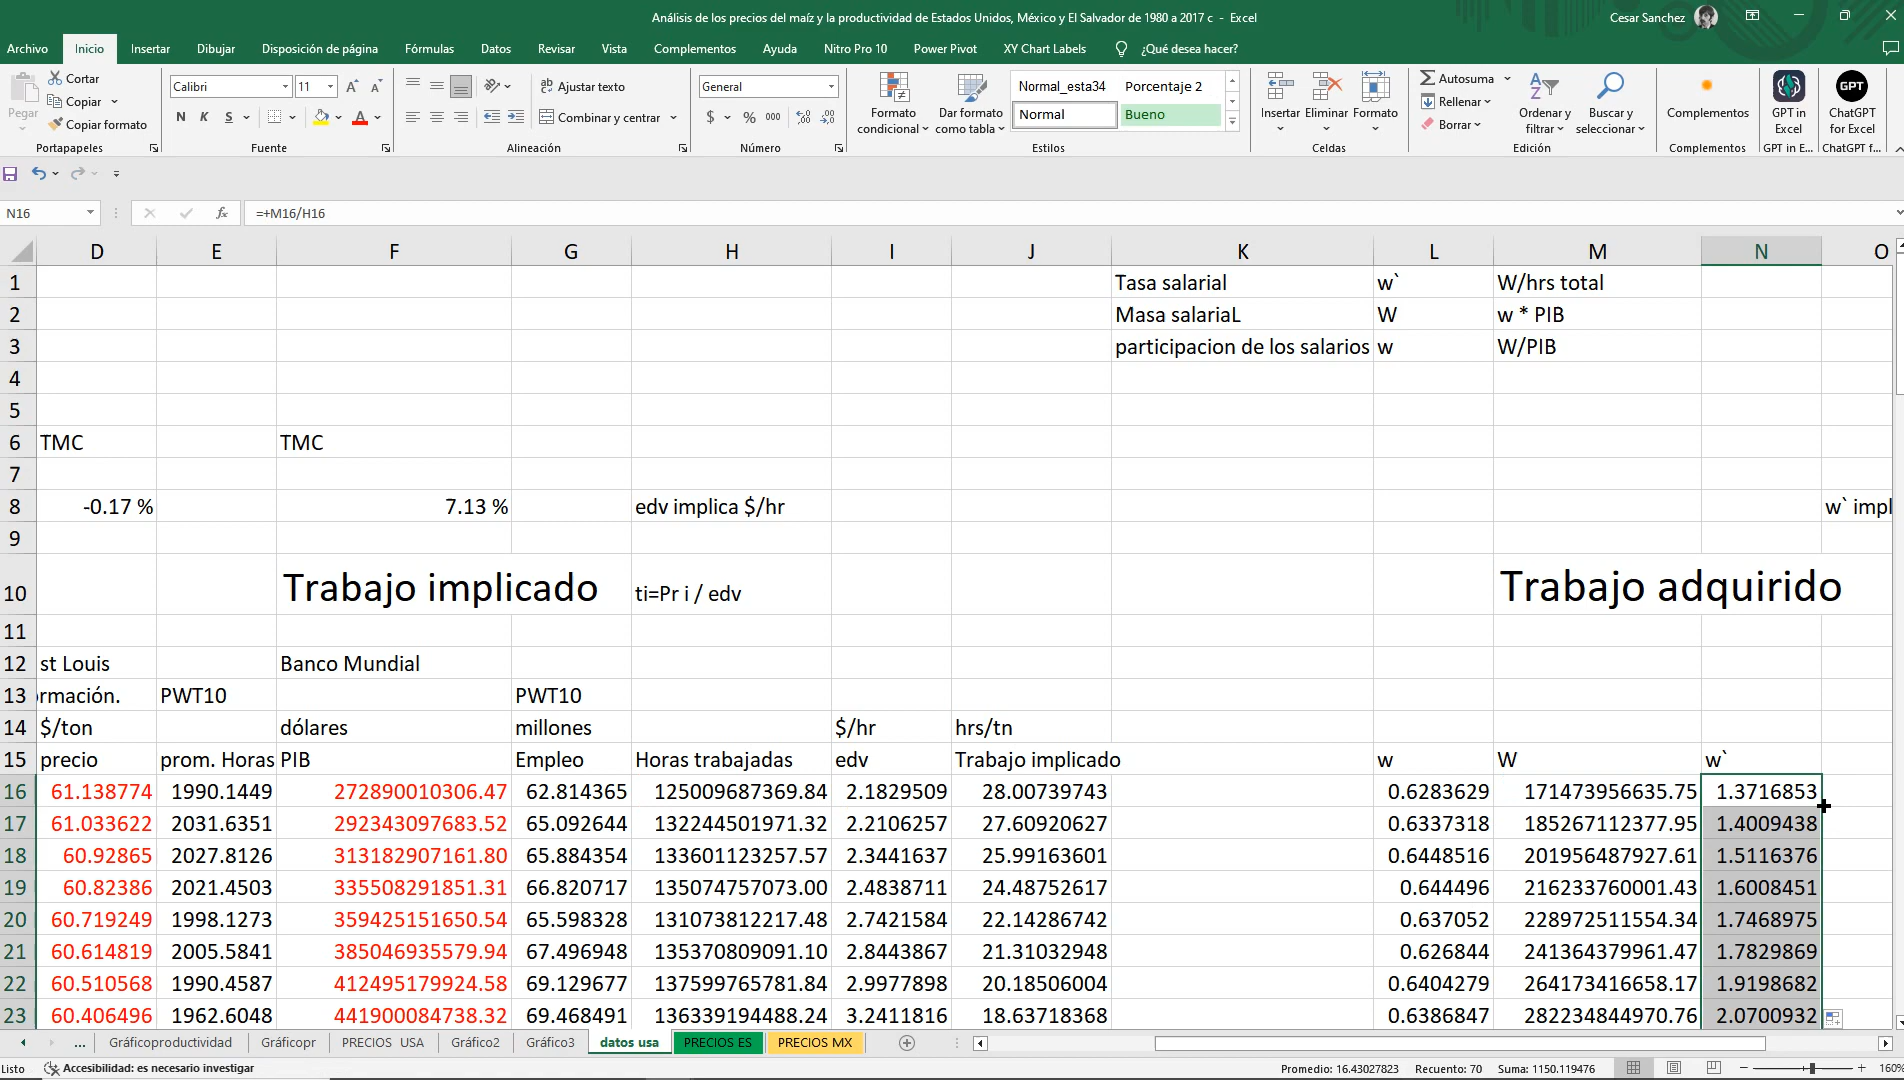 Análisis de los precios del maíz y la productividad de Estados Unidos, México y El Salvador de 1980 a 2017 c - Excel
Cesar Sanchez
Archivo Inicio Insertar Dibujar Disposición de página Fórmulas Datos Revisar Vista Complementos Ayuda Nitro Pro 10 Power Pivot XY Chart Labels ¿Qué desea hacer?
Pegar
Cortar
Copiar
Copiar formato
Portapapeles
Calibri 11
N K S
Fuente
Ajustar texto
Combinar y centrar
Alineación
General
$ % 000
Número
Formato condicional
Dar formato como tabla
Normal_esta34 Porcentaje 2
Normal Bueno
Estilos
Insertar Eliminar Formato
Celdas
Autosuma
Rellenar
Borrar
Ordenar y filtrar
Buscar y seleccionar
Edición
Complementos
Complementos
GPT in Excel
GPT in E...
GPT
ChatGPT for Excel
ChatGPT f...
N16 fx =+M16/H16
D E F G H I J K L M N O
1 Tasa salarial w` W/hrs total
2 Masa salariaL W w * PIB
3 participacion de los salarios w W/PIB
4
5
6 TMC TMC
7
8 -0.17 % 7.13 % edv implica $/hr w` impl
9
10 Trabajo implicado ti=Pr i / edv Trabajo adquirido
11
12 st Louis Banco Mundial
13 ormación. PWT10 PWT10
14 $/ton dólares millones $/hr hrs/tn
15 precio prom. Horas PIB Empleo Horas trabajadas edv Trabajo implicado w W w`
16 61.138774 1990.1449 272890010306.47 62.814365 125009687369.84 2.1829509 28.00739743 0.6283629 171473956635.75 1.3716853
17 61.033622 2031.6351 292343097683.52 65.092644 132244501971.32 2.2106257 27.60920627 0.6337318 185267112377.95 1.4009438
18 60.92865 2027.8126 313182907161.80 65.884354 133601123257.57 2.3441637 25.99163601 0.6448516 201956487927.61 1.5116376
19 60.82386 2021.4503 335508291851.31 66.820717 135074757073.00 2.4838711 24.48752617 0.644496 216233760001.43 1.6008451
20 60.719249 1998.1273 359425151650.54 65.598328 131073812217.48 2.7421584 22.14286742 0.637052 228972511554.34 1.7468975
21 60.614819 2005.5841 385046935579.94 67.496948 135370809091.10 2.8443867 21.31032948 0.626844 241364379961.47 1.7829869
22 60.510568 1990.4587 412495179924.58 69.129677 137599765781.84 2.9977898 20.18506004 0.6404279 264173416658.17 1.9198682
23 60.406496 1962.6048 441900084738.32 69.468491 136339194488.24 3.2411816 18.63718368 0.6386847 282234844970.76 2.0700932
... Gráficoproductividad Gráficopr PRECIOS USA Gráfico2 Gráfico3 datos usa PRECIOS ES PRECIOS MX
Listo Accesibilidad: es necesario investigar Promedio: 16.43027823 Recuento: 70 Suma: 1150.119476 160%